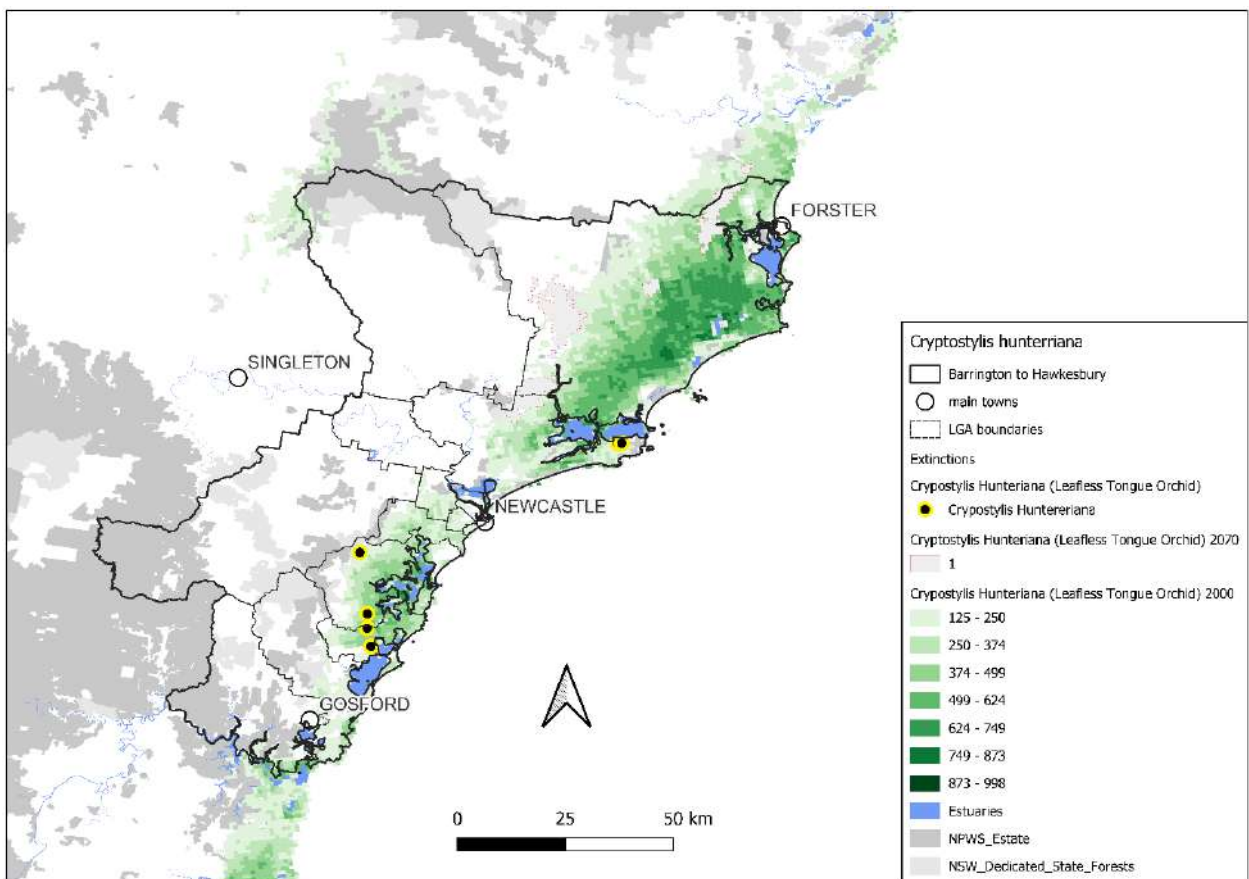 FORSTER
SINGLETON
NEWCASTLE
GOSFORD
0 25 50 km
Cryptostylis hunterriana
Barrington to Hawkesbury
main towns
LGA boundaries
Extinctions
Crypostylis Hunteriana (Leafless Tongue Orchid)
Crypostylis Huntereriana
Cryptostylis Hunteriana (Leafless Tongue Orchid) 2070
1
Crypostylis Hunteriana (Leafless Tongue Orchid) 2000
125 - 250
250 - 374
374 - 499
499 - 624
624 - 749
749 - 873
873 - 998
Estuaries
NPWS_Estate
NSW_Dedicated_State_Forests